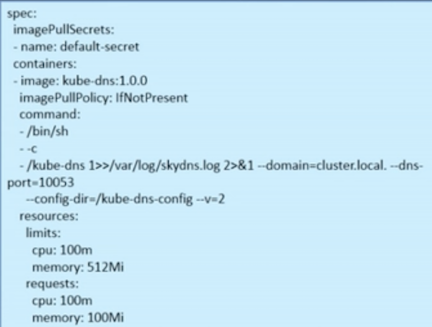 spec:
imagePullSecrets:
- name: default-secret
containers:
- image: kube-dns:1.0.0
imagePullPolicy: IfNotPresent
command:
- /bin/sh
- -c
- /kube-dns 1>>/var/log/skydns.log 2>&1 --domain=cluster.local. --dns-
port=10053
--config-dir=/kube-dns-config --v=2
resources:
limits:
cpu: 100m
memory: 512Mi
requests:
cpu: 100m
memory: 100Mi